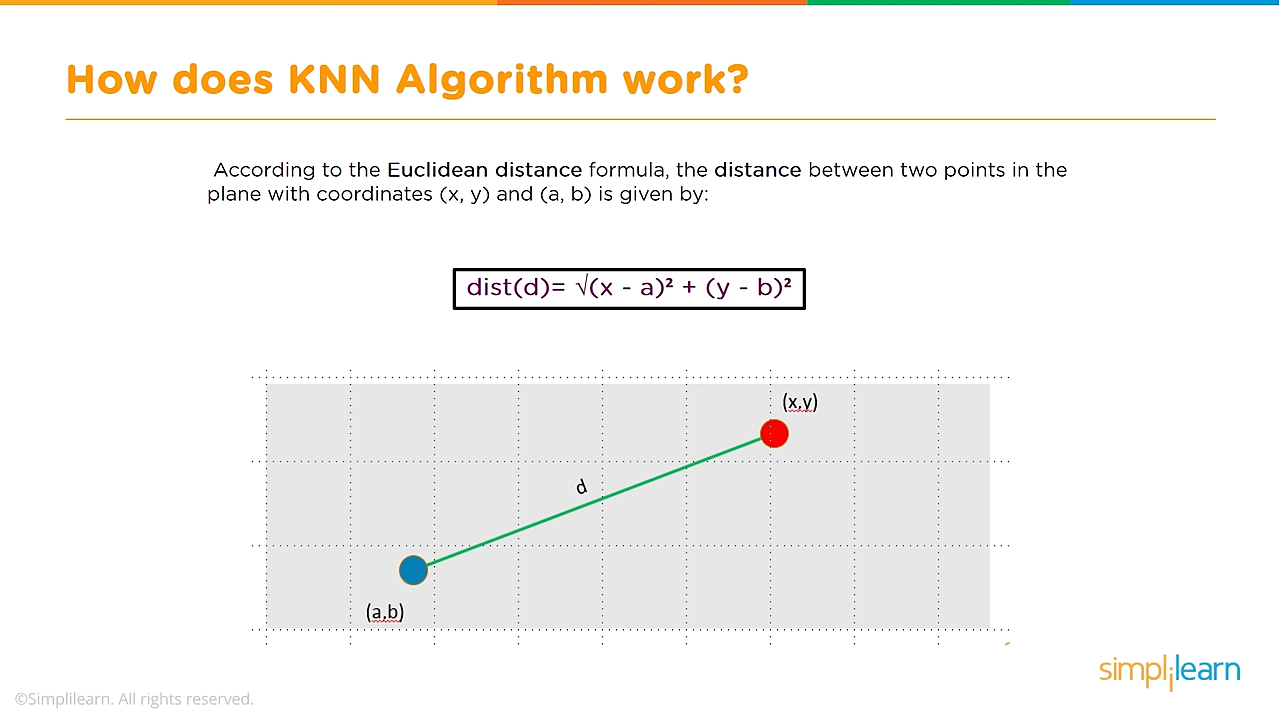 How does KNN Algorithm work?
According to the Euclidean distance formula, the distance between two points in the
plane with coordinates (x, y) and (a, b) is given by:
dist(d)= √(x - a)² + (y - b)²
(x,y)
d
(a,b)
simplilearn
©Simplilearn. All rights reserved.